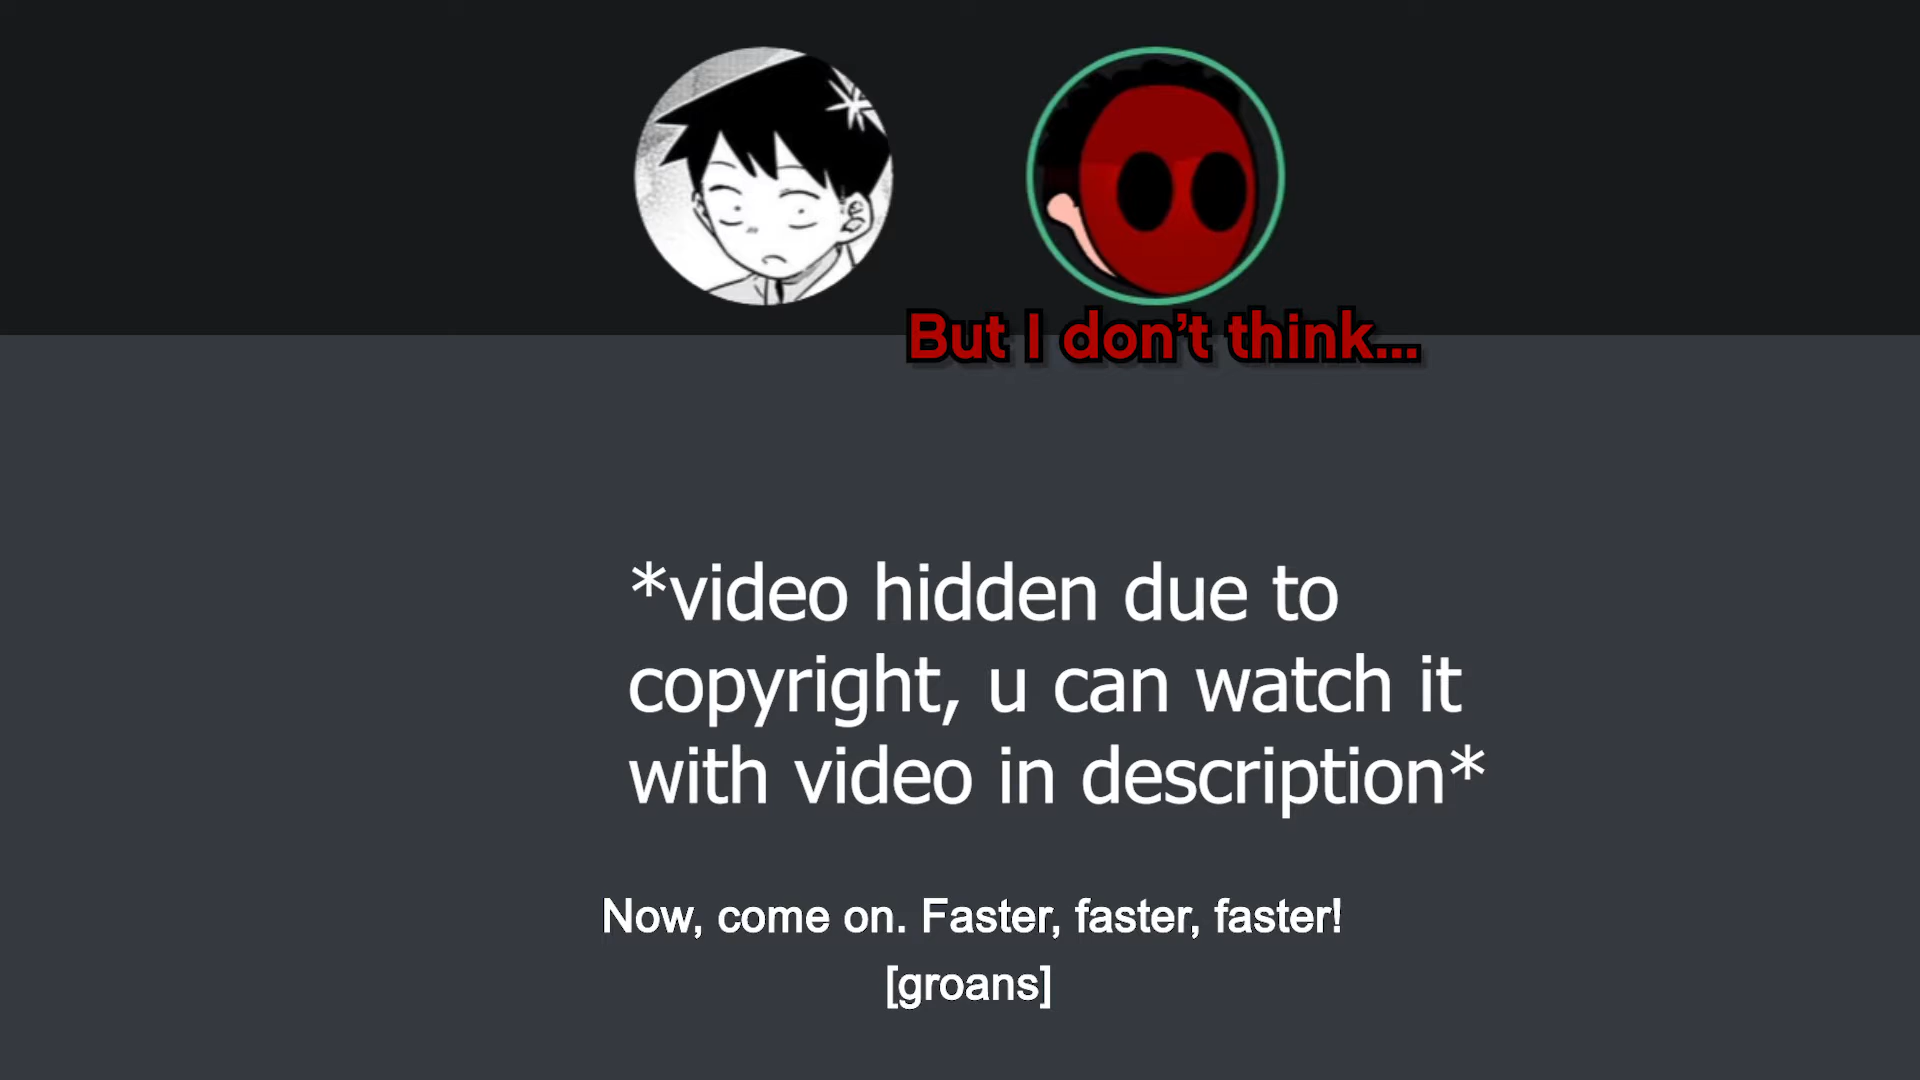 But I don't think...
*video hidden due to
copyright, u can watch it
with video in description*
Now, come on. Faster, faster, faster!
[groans]